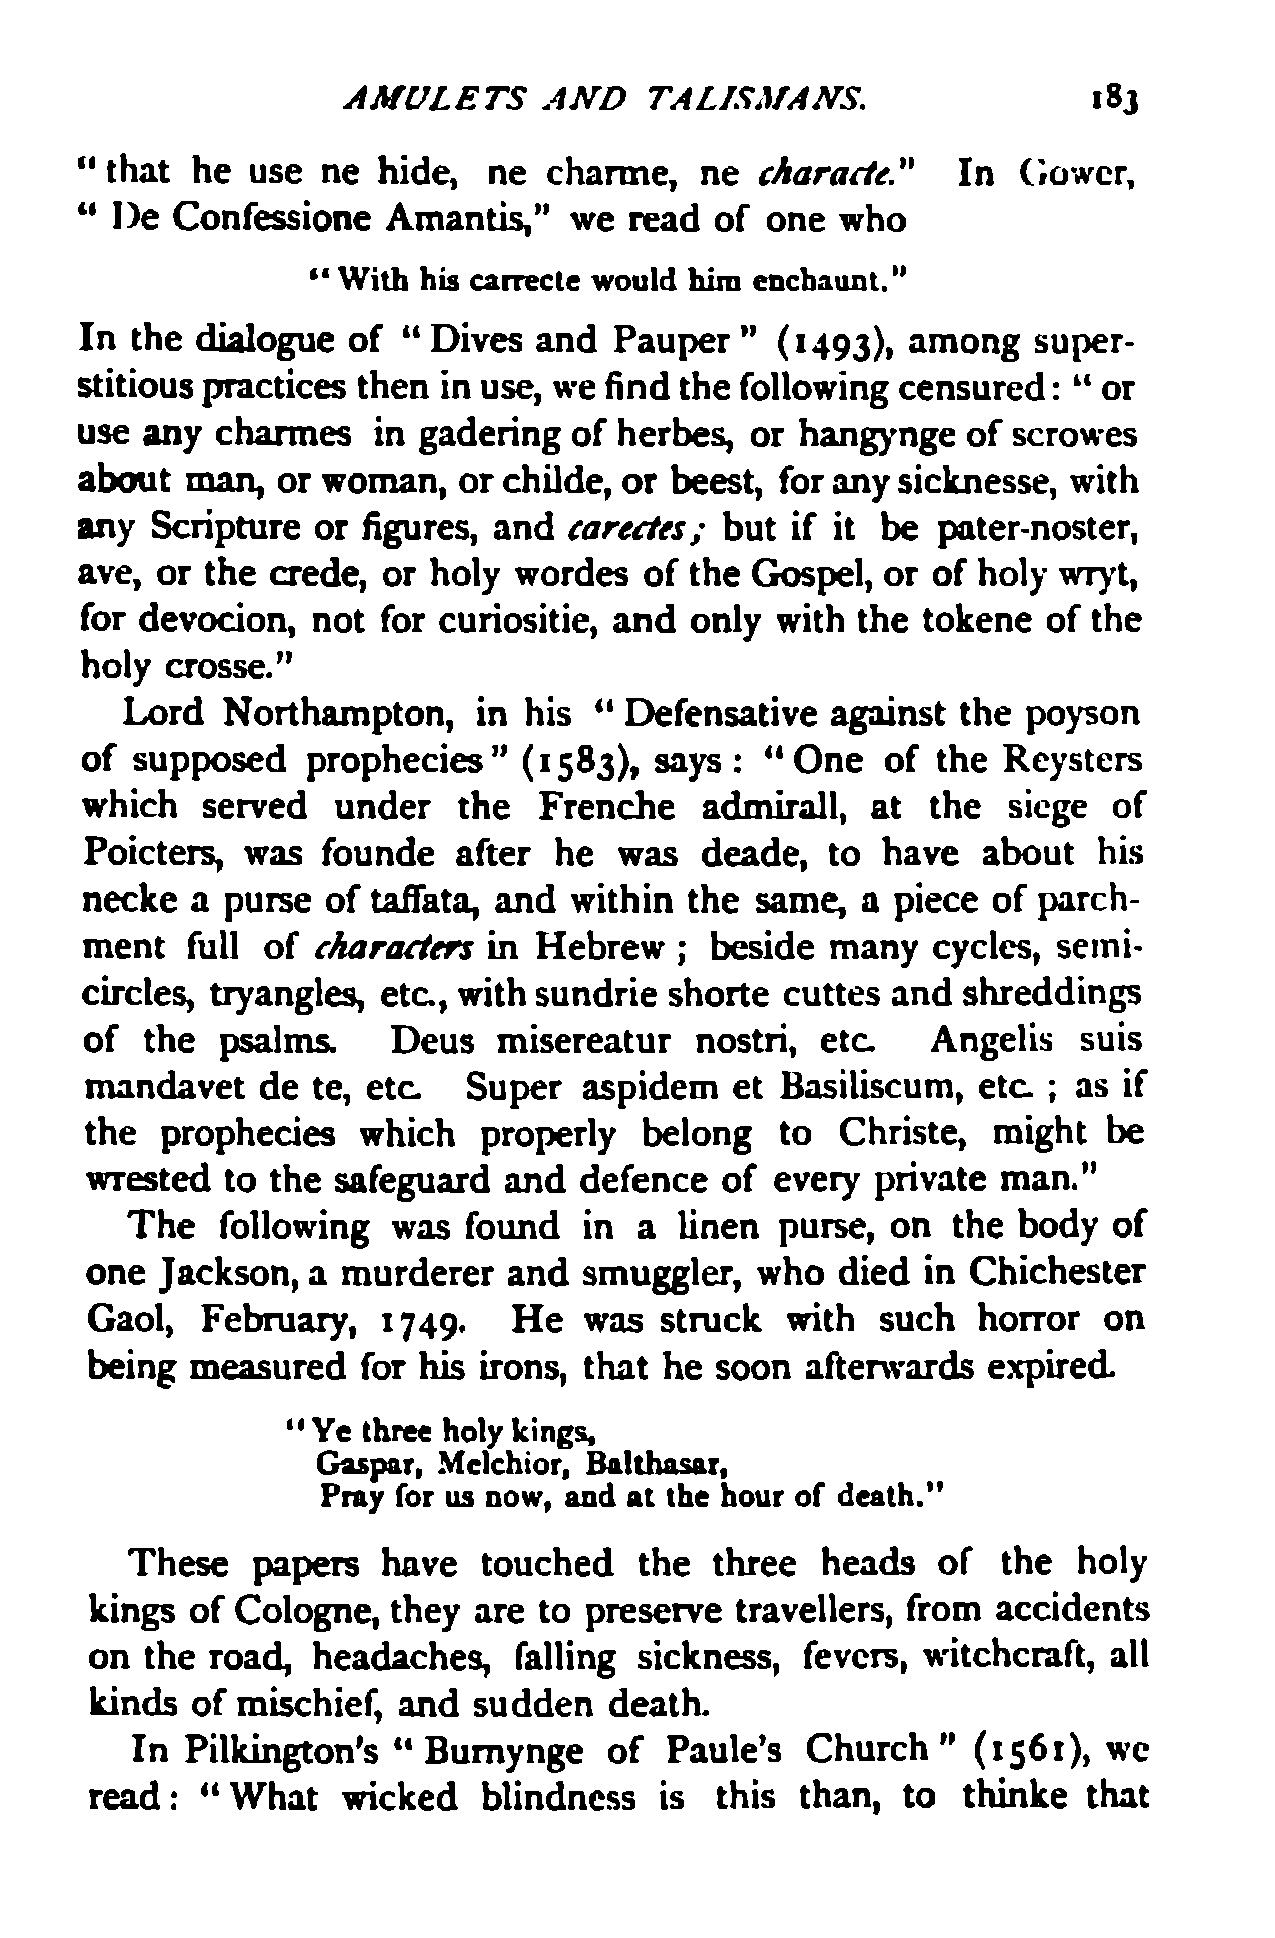 AMULETS AND TALISMANS. 183
"that he use ne hide, ne charme, ne characte." In Gower,
"De Confessione Amantis," we read of one who
"With his carrecte would him enchaunt."
In the dialogue of "Dives and Pauper" (1493), among super-
stitious practices then in use, we find the following censured: "or
use any charmes in gadering of herbes, or hangynge of scrowes
about man, or woman, or childe, or beest, for any sicknesse, with
any Scripture or figures, and carectes; but if it be pater-noster,
ave, or the crede, or holy wordes of the Gospel, or of holy wryt,
for devocion, not for curiositie, and only with the tokene of the
holy crosse."
Lord Northampton, in his "Defensative against the poyson
of supposed prophecies" (1583), says: "One of the Reysters
which served under the Frenche admirall, at the siege of
Poicters, was founde after he was deade, to have about his
necke a purse of taffata, and within the same, a piece of parch-
ment full of characters in Hebrew; beside many cycles, semi-
circles, tryangles, etc., with sundrie shorte cuttes and shreddings
of the psalms. Deus misereatur nostri, etc. Angelis suis
mandavet de te, etc. Super aspidem et Basiliscum, etc.; as if
the prophecies which properly belong to Christe, might be
wrested to the safeguard and defence of every private man."
The following was found in a linen purse, on the body of
one Jackson, a murderer and smuggler, who died in Chichester
Gaol, February, 1749. He was struck with such horror on
being measured for his irons, that he soon afterwards expired.
"Ye three holy kings,
Gaspar, Melchior, Balthasar,
Pray for us now, and at the hour of death."
These papers have touched the three heads of the holy
kings of Cologne, they are to preserve travellers, from accidents
on the road, headaches, falling sickness, fevers, witchcraft, all
kinds of mischief, and sudden death.
In Pilkington's "Burnynge of Paule's Church" (1561), we
read: "What wicked blindness is this than, to thinke that